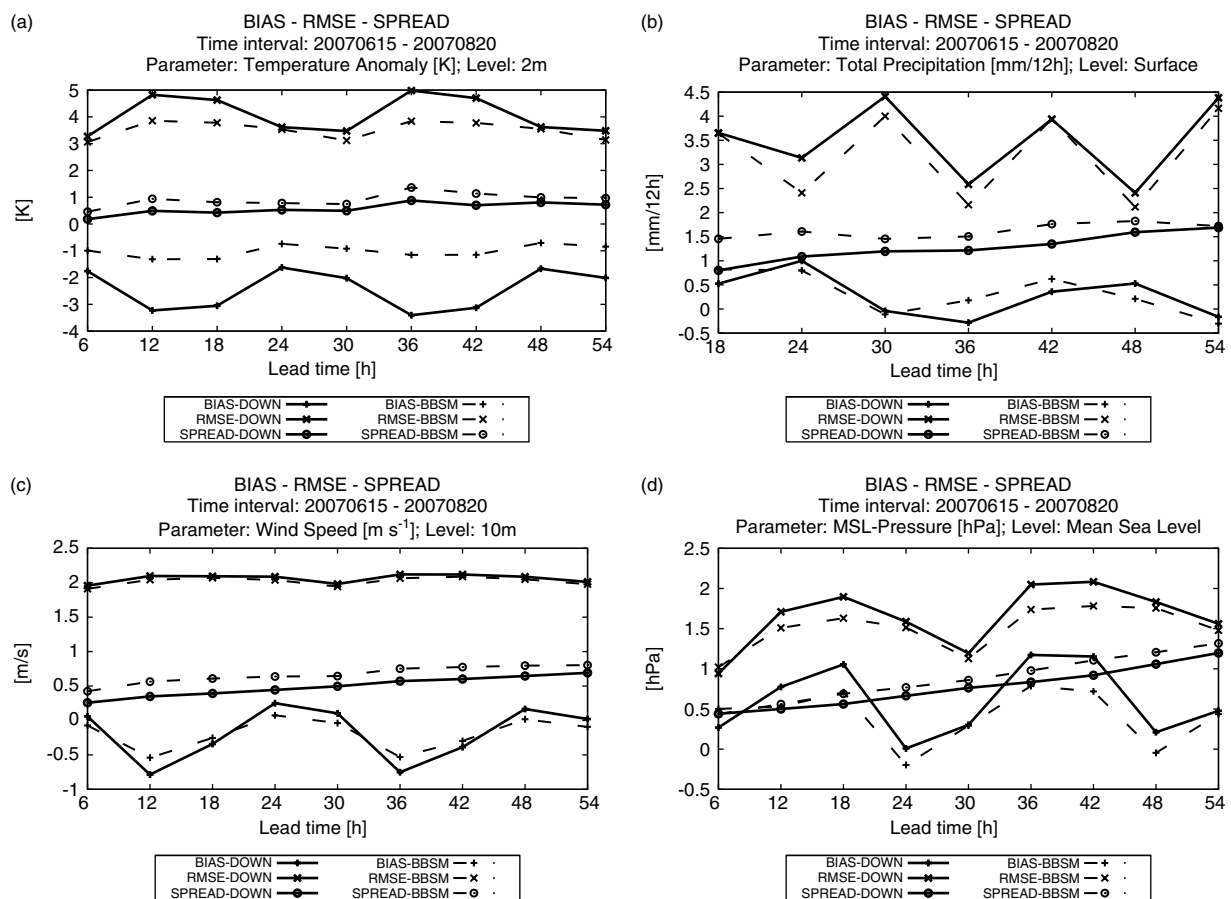 (a)
BIAS - RMSE - SPREAD
Time interval: 20070615 - 20070820
Parameter: Temperature Anomaly [K]; Level: 2m
5
4
3
2
1
0
-1
-2
-3
-4
[K]
6 12 18 24 30 36 42 48 54
Lead time [h]
BIAS-DOWN BIAS-BBSM
RMSE-DOWN RMSE-BBSM
SPREAD-DOWN SPREAD-BBSM
(b)
BIAS - RMSE - SPREAD
Time interval: 20070615 - 20070820
Parameter: Total Precipitation [mm/12h]; Level: Surface
4.5
4
3.5
3
2.5
2
1.5
1
0.5
0
-0.5
[mm/12h]
18 24 30 36 42 48 54
Lead time [h]
BIAS-DOWN BIAS-BBSM
RMSE-DOWN RMSE-BBSM
SPREAD-DOWN SPREAD-BBSM
(c)
BIAS - RMSE - SPREAD
Time interval: 20070615 - 20070820
Parameter: Wind Speed [m s⁻¹]; Level: 10m
2.5
2
1.5
1
0.5
0
-0.5
-1
[m/s]
6 12 18 24 30 36 42 48 54
Lead time [h]
BIAS-DOWN BIAS-BBSM
RMSE-DOWN RMSE-BBSM
SPREAD-DOWN SPREAD-BBSM
(d)
BIAS - RMSE - SPREAD
Time interval: 20070615 - 20070820
Parameter: MSL-Pressure [hPa]; Level: Mean Sea Level
2.5
2
1.5
1
0.5
0
-0.5
[hPa]
6 12 18 24 30 36 42 48 54
Lead time [h]
BIAS-DOWN BIAS-BBSM
RMSE-DOWN RMSE-BBSM
SPREAD-DOWN SPREAD-BBSM